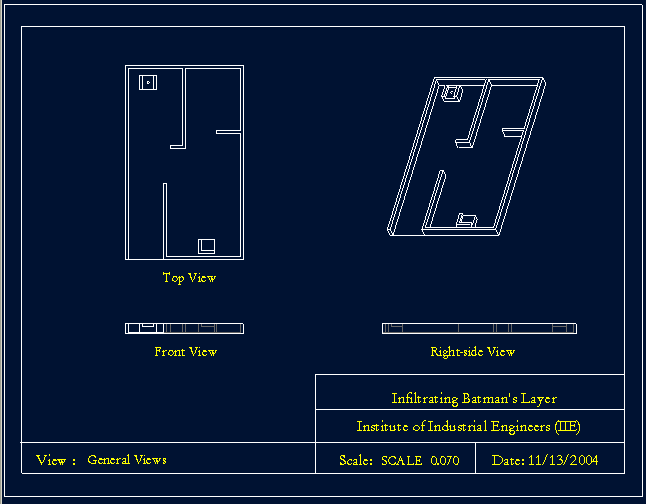 Top View
Front View
Right-side View
Infiltrating Batman's Layer
Institute of Industrial Engineers (IIE)
View : General Views
Scale: SCALE 0.070
Date: 11/13/2004